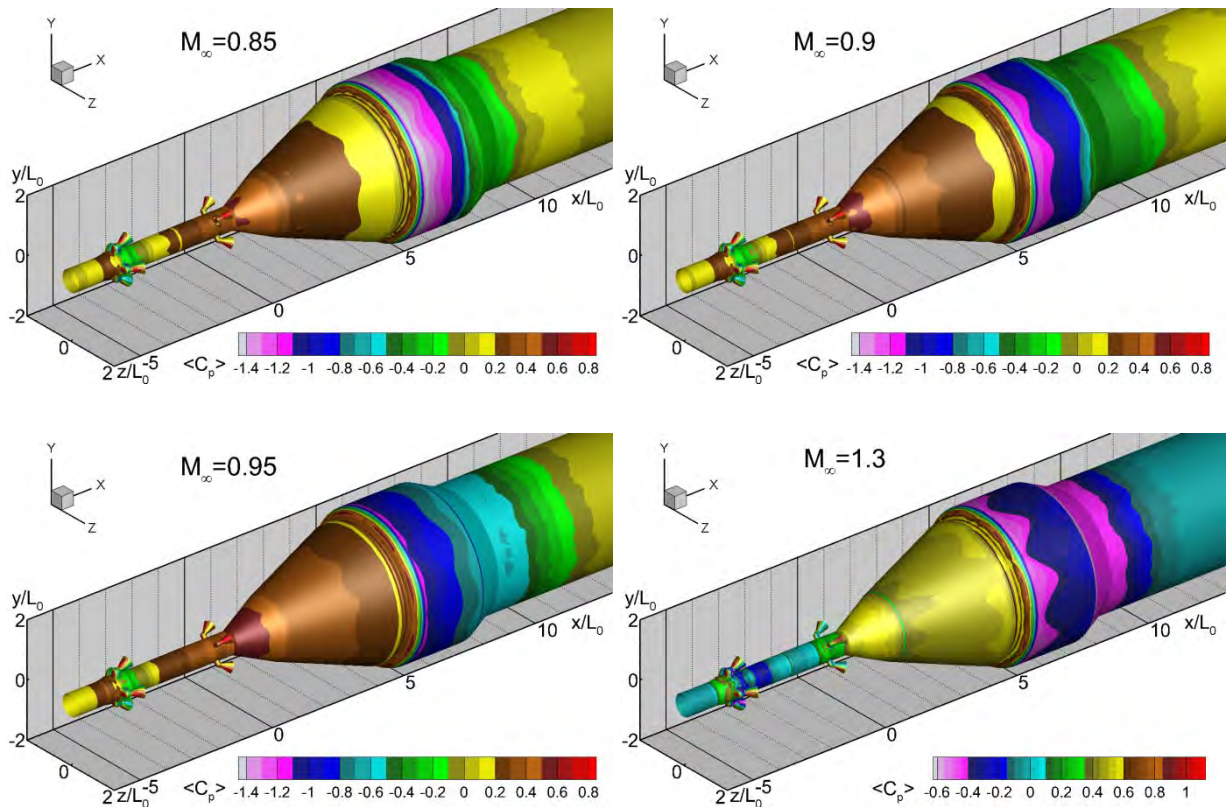 M∞=0.85
Y
X
Z
y/L₀
2
0
-2
0
2 z/L₀ -5
0
5
10
x/L₀
<Cₚ>
-1.4 -1.2 -1 -0.8 -0.6 -0.4 -0.2 0 0.2 0.4 0.6 0.8
M∞=0.9
Y
X
Z
y/L₀
2
0
-2
0
2 z/L₀ -5
0
5
10
x/L₀
<Cₚ>
-1.4 -1.2 -1 -0.8 -0.6 -0.4 -0.2 0 0.2 0.4 0.6 0.8
M∞=0.95
Y
X
Z
y/L₀
2
0
-2
0
2 z/L₀ -5
0
5
10
x/L₀
<Cₚ>
-1.4 -1.2 -1 -0.8 -0.6 -0.4 -0.2 0 0.2 0.4 0.6 0.8
M∞=1.3
Y
X
Z
y/L₀
2
0
-2
0
2 z/L₀ -5
0
5
10
x/L₀
<Cₚ>
-0.6 -0.4 -0.2 0 0.2 0.4 0.6 0.8 1